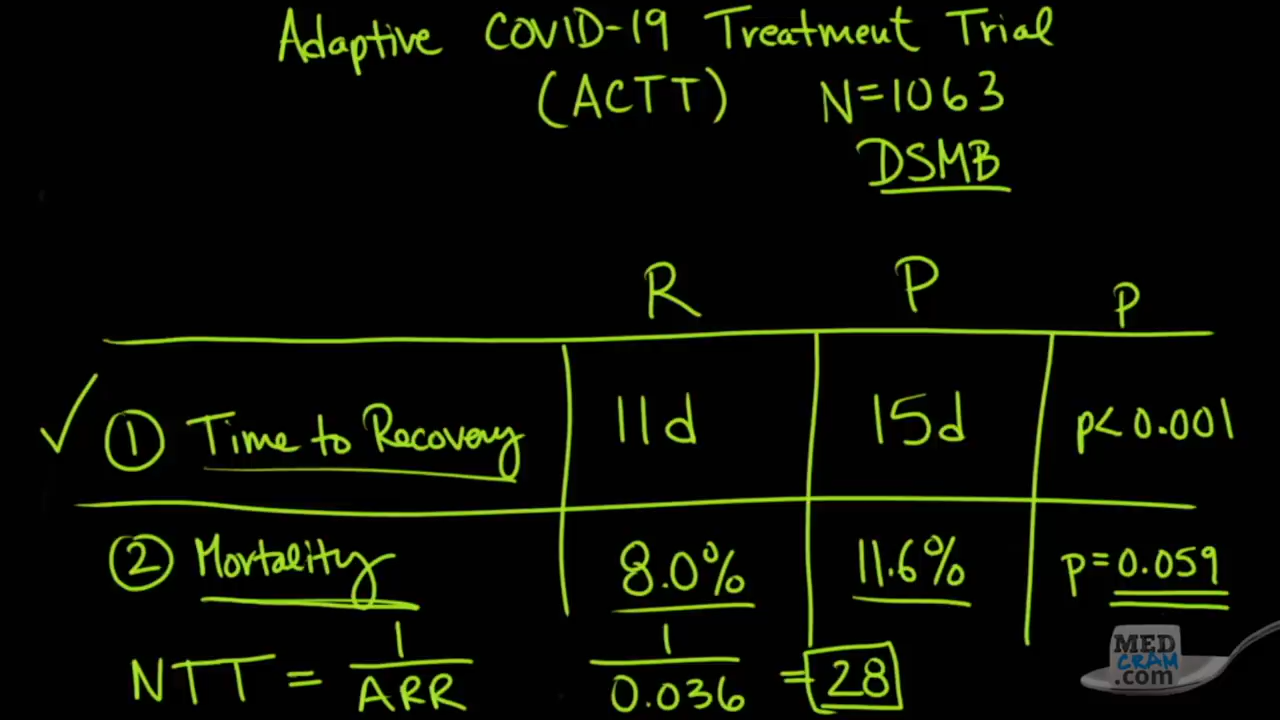 Adaptive COVID-19 Treatment Trial
(ACTT) N=1063
DSMB
R P P
✓ ① Time to Recovery 11d 15d p<0.001
② Mortality 8.0% 11.6% p=0.059
NTT = 1/ARR 1/0.036 = 28
MED
CRAM
.com